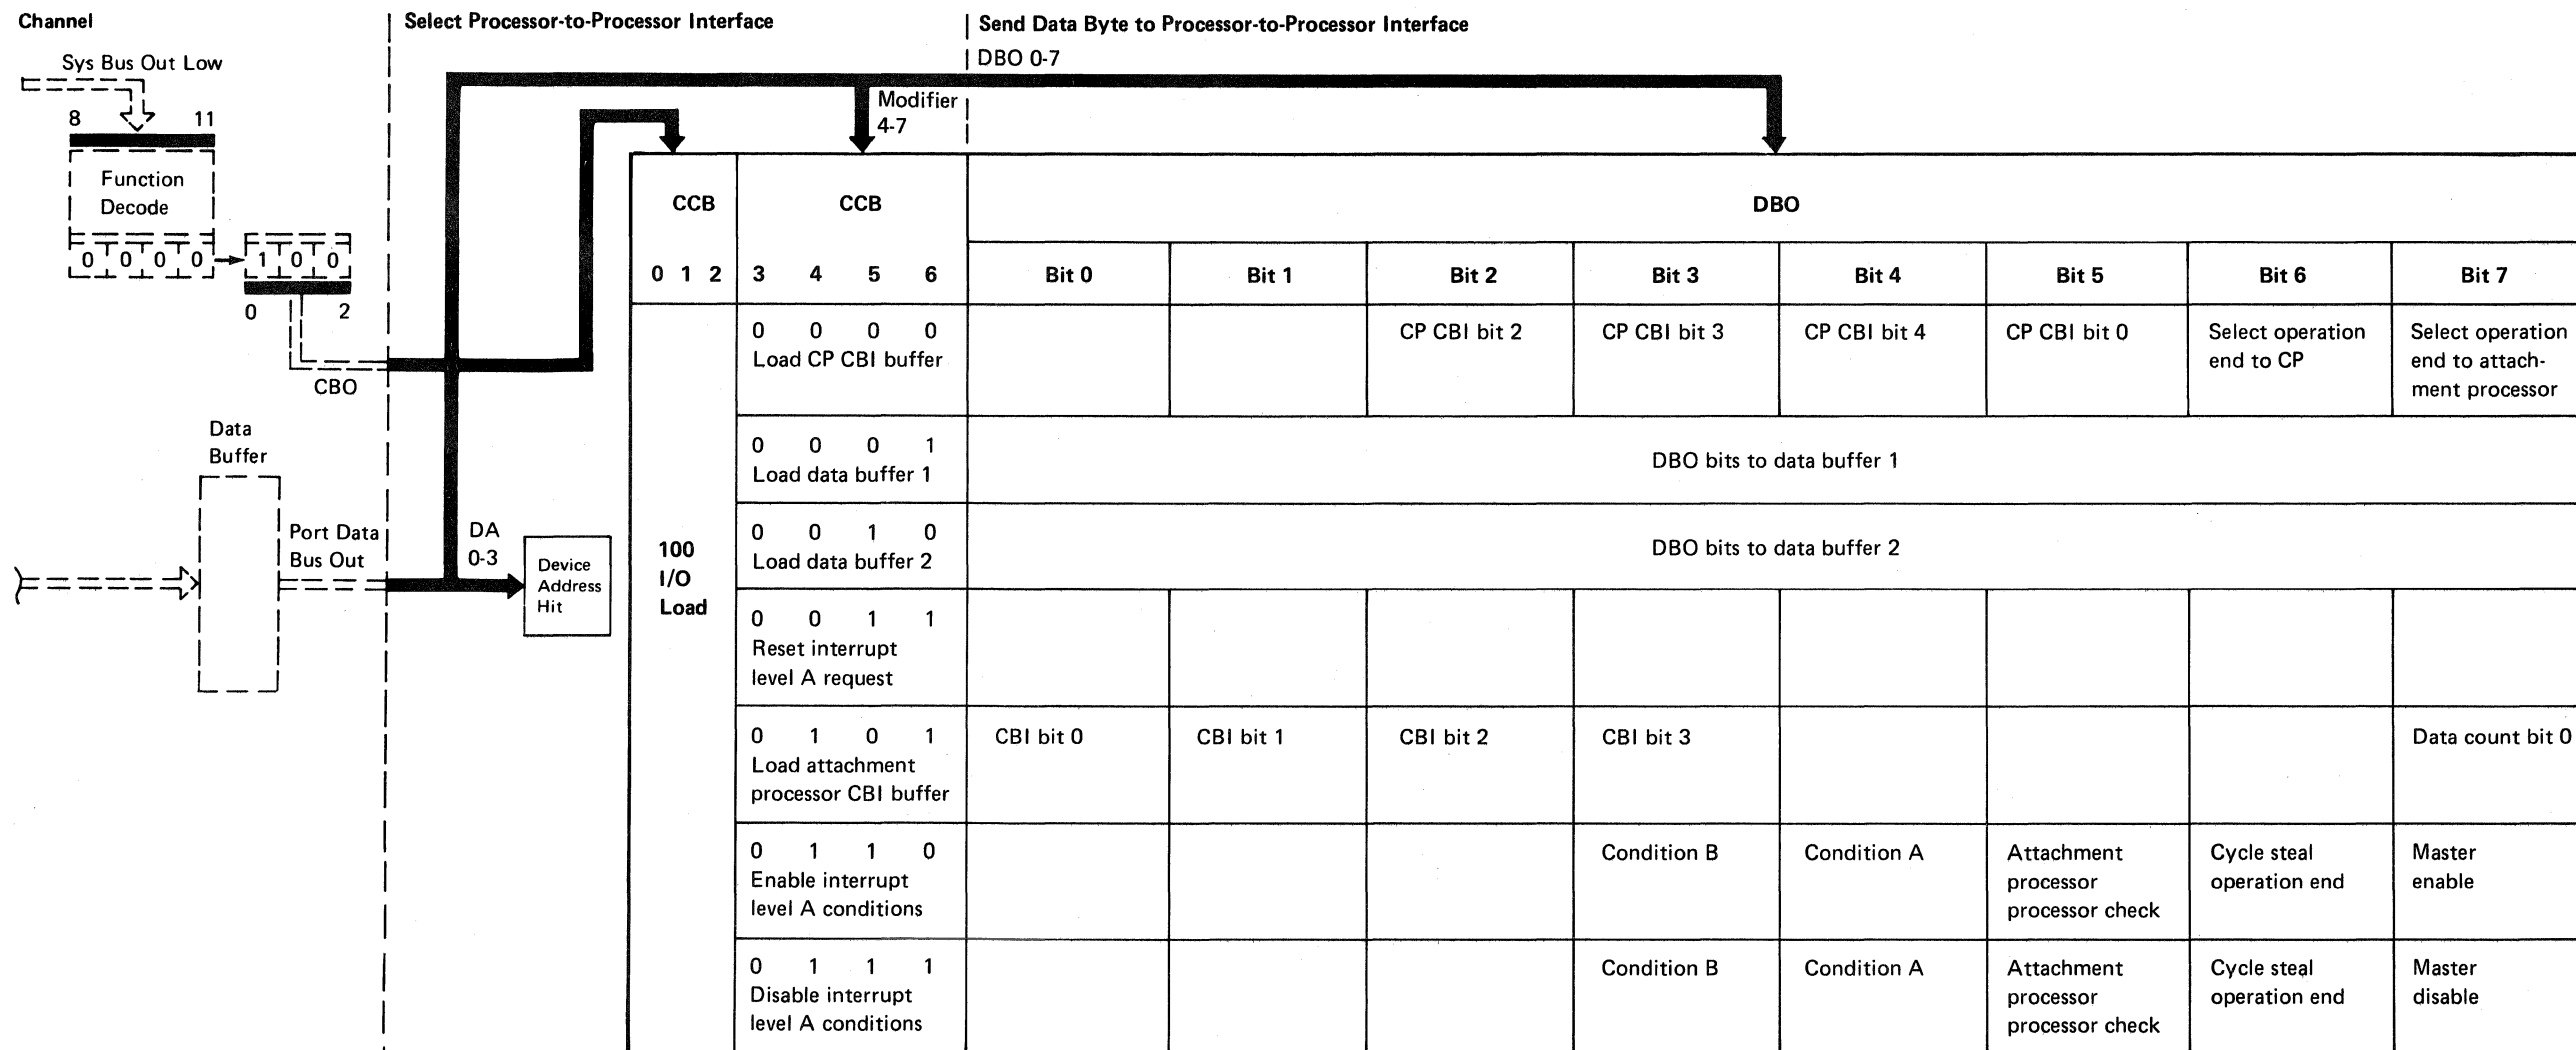 Channel
Select Processor-to-Processor Interface
Send Data Byte to Processor-to-Processor Interface
Sys Bus Out Low
DBO 0-7
8 11
Modifier
4-7
Function
Decode
0 0 0 0
1 0 0
0 2
CBO
CCB
CCB
DBO
0 1 2
3 4 5 6
Bit 0
Bit 1
Bit 2
Bit 3
Bit 4
Bit 5
Bit 6
Bit 7
Data
Buffer
Port Data
Bus Out
DA
0-3
Device
Address
Hit
100
I/O
Load
0 0 0 0
Load CP CBI buffer
CP CBI bit 2
CP CBI bit 3
CP CBI bit 4
CP CBI bit 0
Select operation
end to CP
Select operation
end to attach-
ment processor
0 0 0 1
Load data buffer 1
DBO bits to data buffer 1
0 0 1 0
Load data buffer 2
DBO bits to data buffer 2
0 0 1 1
Reset interrupt
level A request
0 1 0 1
Load attachment
processor CBI buffer
CBI bit 0
CBI bit 1
CBI bit 2
CBI bit 3
Data count bit 0
0 1 1 0
Enable interrupt
level A conditions
Condition B
Condition A
Attachment
processor
processor check
Cycle steal
operation end
Master
enable
0 1 1 1
Disable interrupt
level A conditions
Condition B
Condition A
Attachment
processor
processor check
Cycle steal
operation end
Master
disable